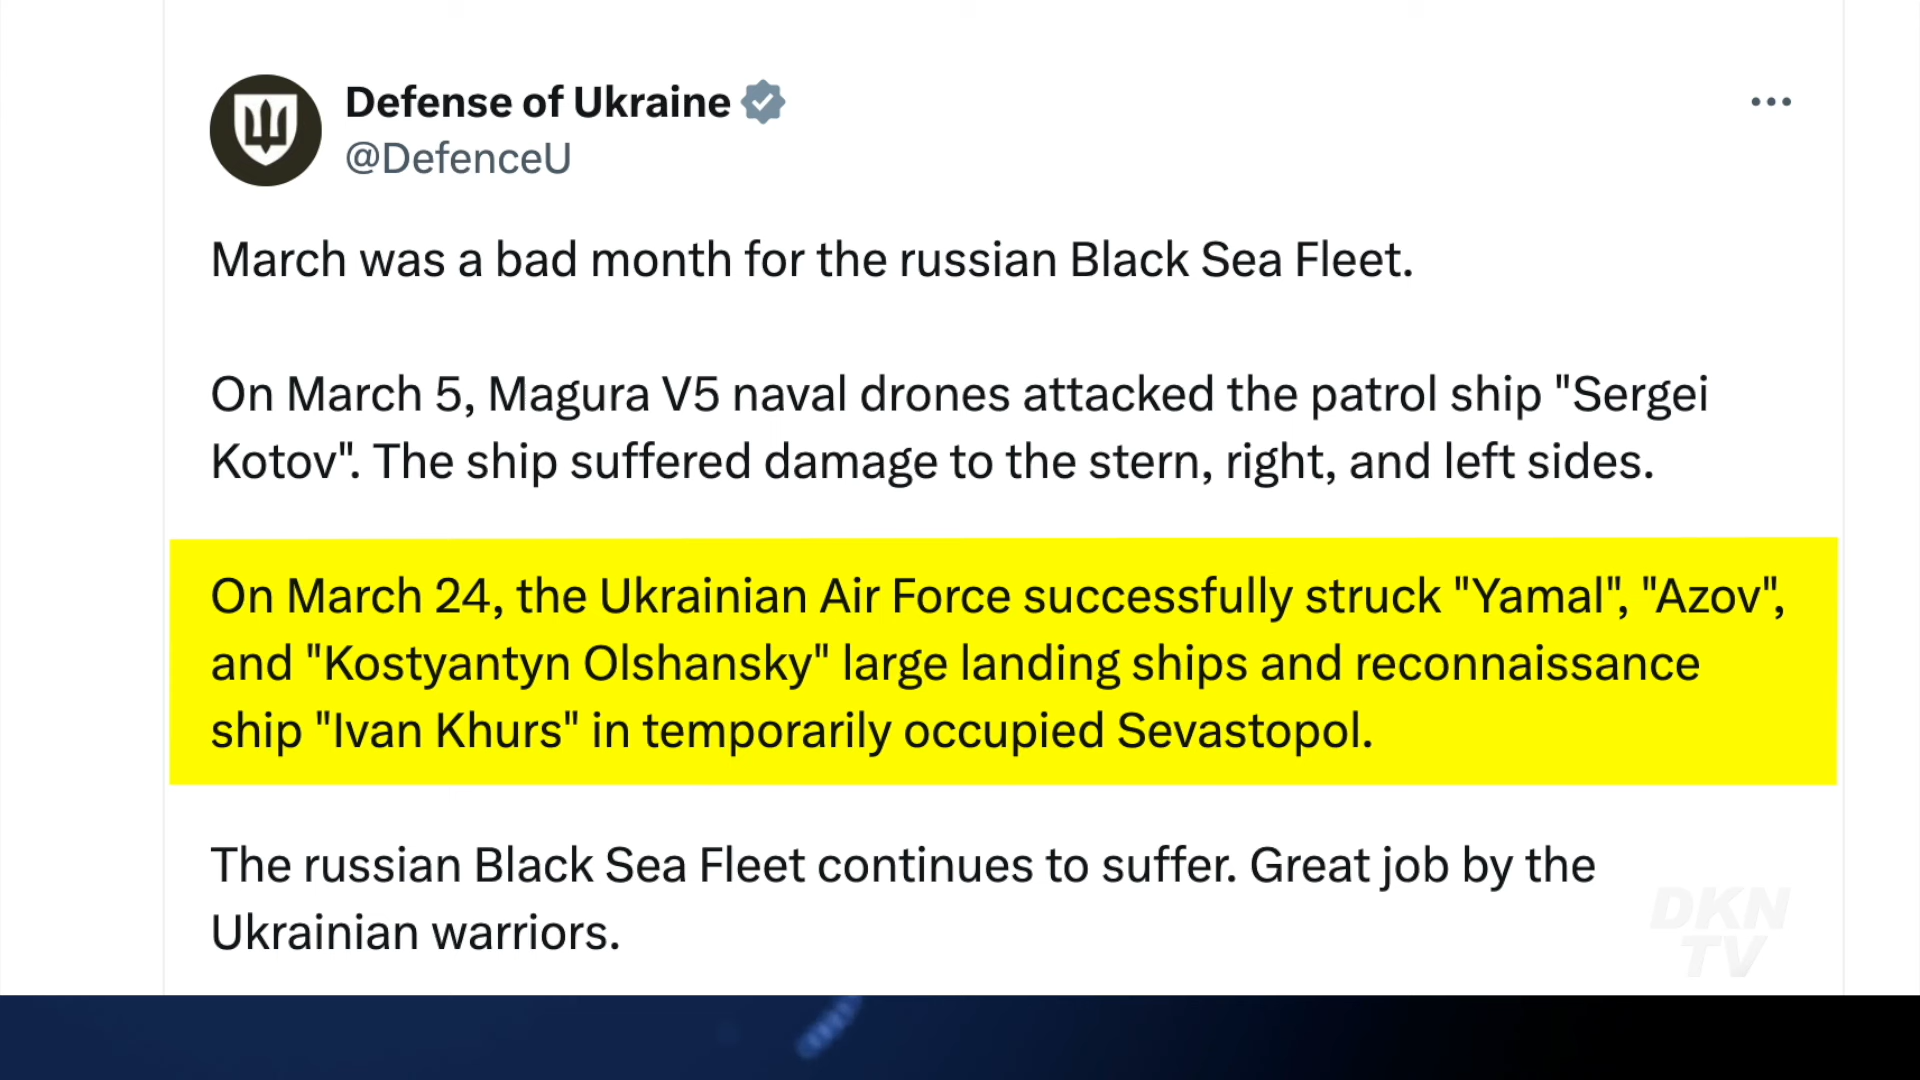 Defense of Ukraine
@DefenceU
March was a bad month for the russian Black Sea Fleet.
On March 5, Magura V5 naval drones attacked the patrol ship "Sergei
Kotov". The ship suffered damage to the stern, right, and left sides.
On March 24, the Ukrainian Air Force successfully struck "Yamal", "Azov",
and "Kostyantyn Olshansky" large landing ships and reconnaissance
ship "Ivan Khurs" in temporarily occupied Sevastopol.
The russian Black Sea Fleet continues to suffer. Great job by the
Ukrainian warriors.
DKN
TV